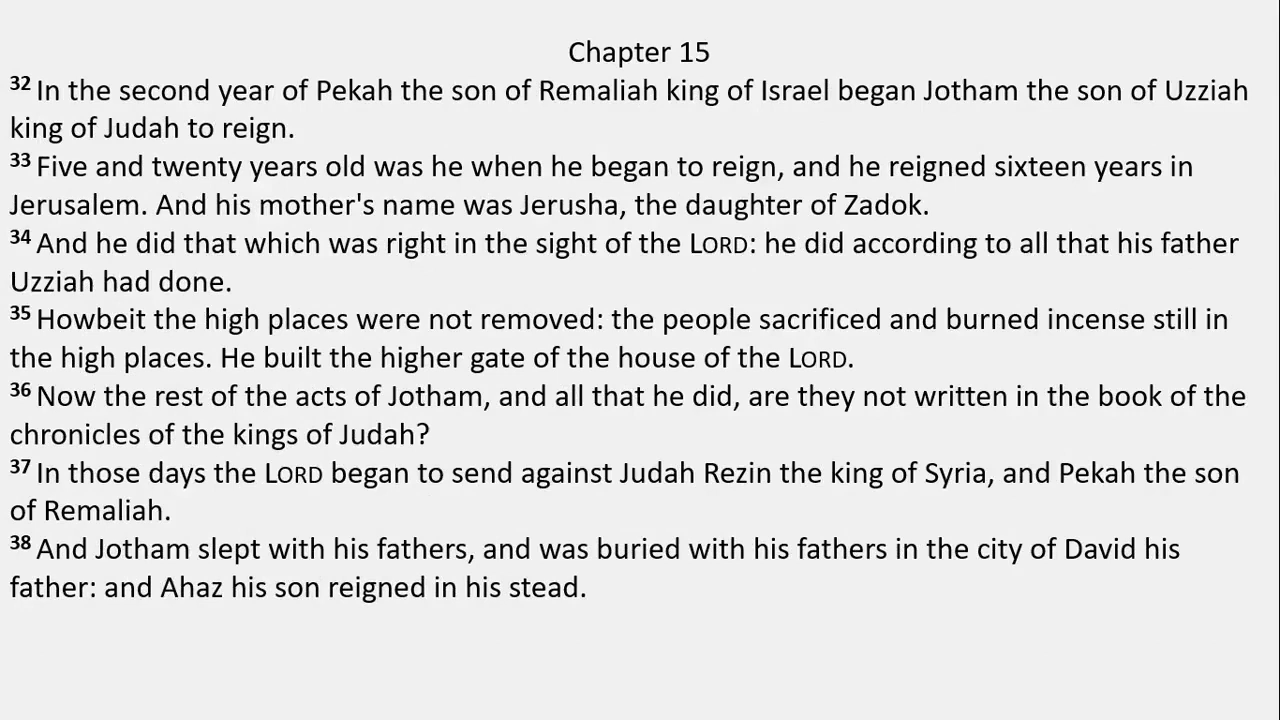 Chapter 15
32 In the second year of Pekah the son of Remaliah king of Israel began Jotham the son of Uzziah
king of Judah to reign.
33 Five and twenty years old was he when he began to reign, and he reigned sixteen years in
Jerusalem. And his mother's name was Jerusha, the daughter of Zadok.
34 And he did that which was right in the sight of the LORD: he did according to all that his father
Uzziah had done.
35 Howbeit the high places were not removed: the people sacrificed and burned incense still in
the high places. He built the higher gate of the house of the LORD.
36 Now the rest of the acts of Jotham, and all that he did, are they not written in the book of the
chronicles of the kings of Judah?
37 In those days the LORD began to send against Judah Rezin the king of Syria, and Pekah the son
of Remaliah.
38 And Jotham slept with his fathers, and was buried with his fathers in the city of David his
father: and Ahaz his son reigned in his stead.